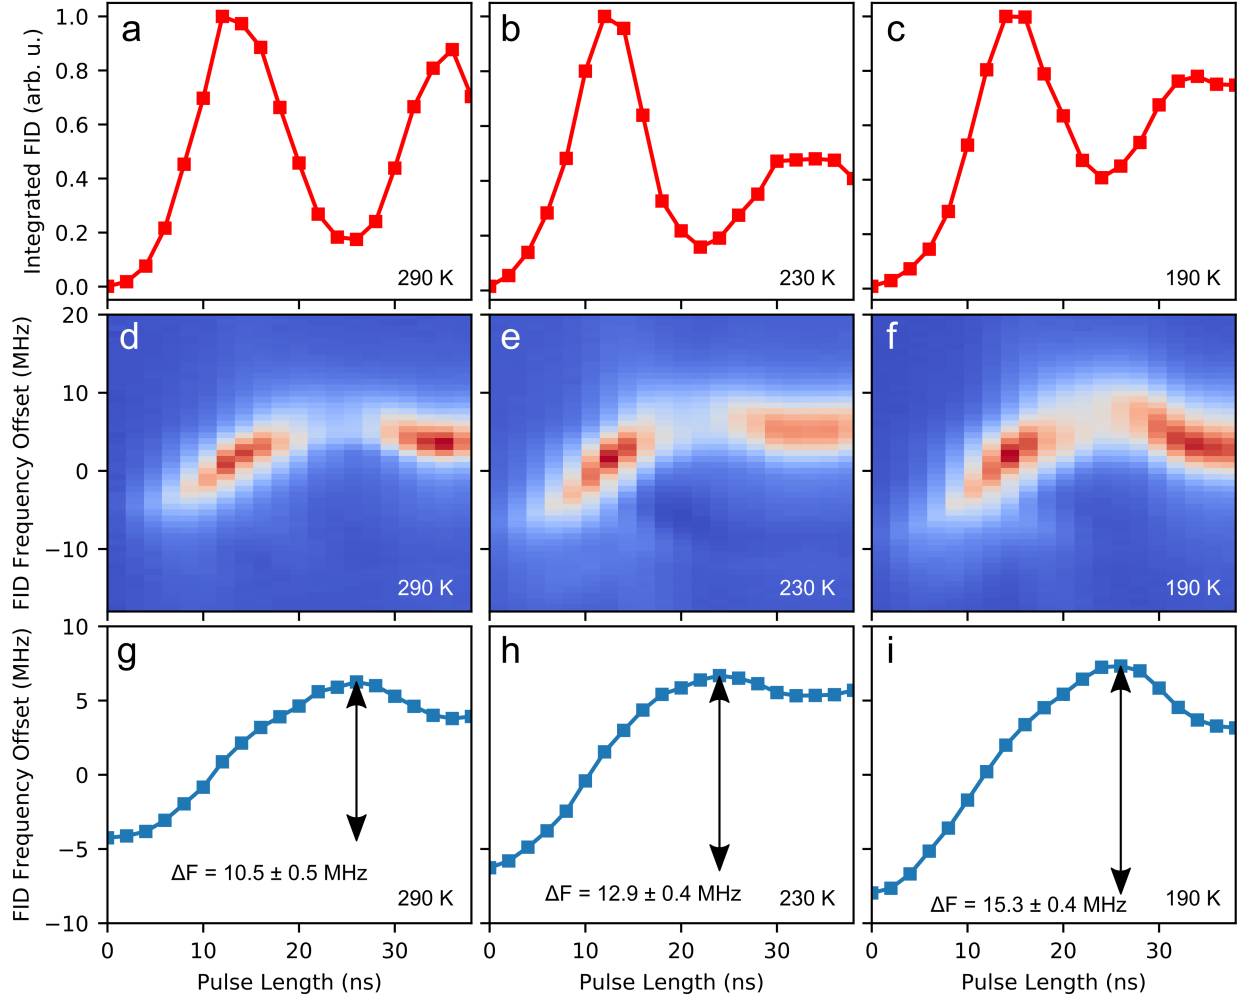 a
b
c
Integrated FID (arb. u.)
1.0
0.8
0.6
0.4
0.2
0.0
290 K
230 K
190 K
d
e
f
FID Frequency Offset (MHz)
20
10
0
−10
290 K
230 K
190 K
g
h
i
FID Frequency Offset (MHz)
10
5
0
−5
−10
ΔF = 10.5 ± 0.5 MHz
290 K
ΔF = 12.9 ± 0.4 MHz
230 K
ΔF = 15.3 ± 0.4 MHz
190 K
0 10 20 30
0 10 20 30
0 10 20 30
Pulse Length (ns)
Pulse Length (ns)
Pulse Length (ns)